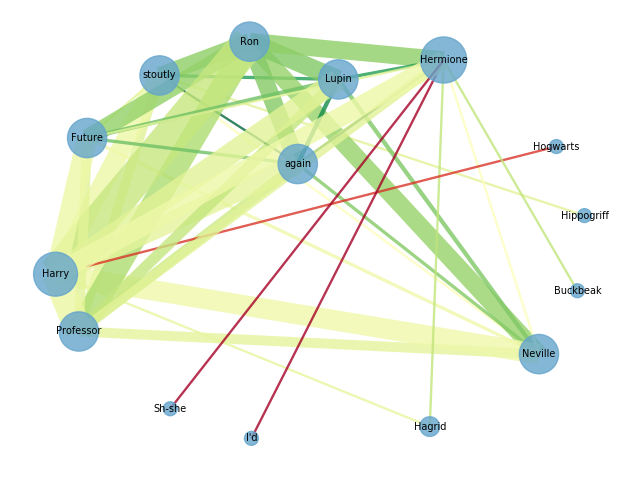 Ron
Hermione
stoutly
Lupin
Future
Hogwarts
again
Hippogriff
Harry
Buckbeak
Professor
Neville
Sh-she
Hagrid
I'd